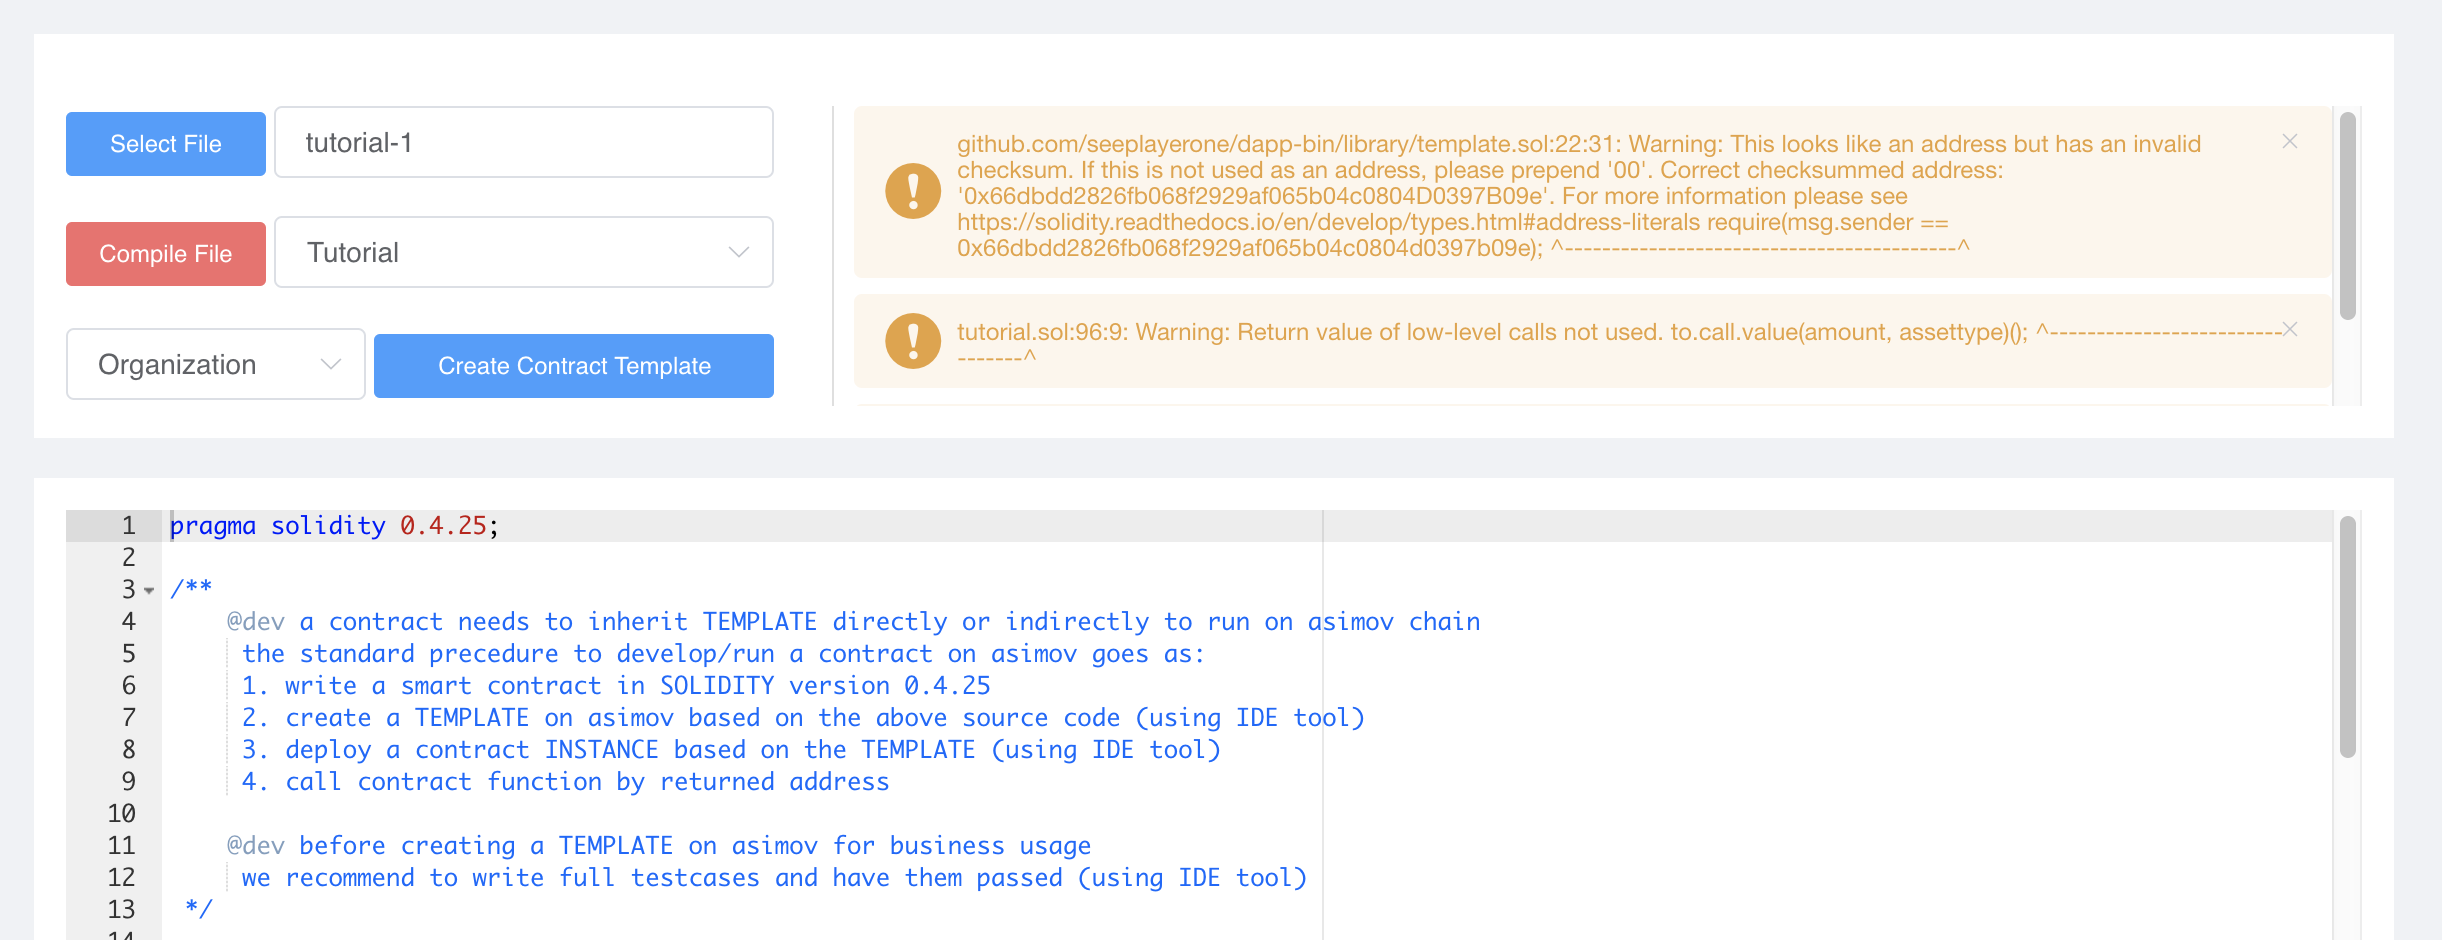 Select File
tutorial-1
Compile File
Tutorial
Organization
Create Contract Template
github.com/seeplayerone/dapp-bin/library/template.sol:22:31: Warning: This looks like an address but has an invalid
checksum. If this is not used as an address, please prepend '00'. Correct checksummed address:
'0x66dbdd2826fb068f2929af065b04c0804D0397B09e'. For more information please see
https://solidity.readthedocs.io/en/develop/types.html#address-literals require(msg.sender ==
0x66dbdd2826fb068f2929af065b04c0804d0397b09e); ^------------------------------------------^
tutorial.sol:96:9: Warning: Return value of low-level calls not used. to.call.value(amount, assettype)(); ^-------------------------
-------^
1 pragma solidity 0.4.25;
2
3 /**
4 @dev a contract needs to inherit TEMPLATE directly or indirectly to run on asimov chain
5 the standard precedure to develop/run a contract on asimov goes as:
6 1. write a smart contract in SOLIDITY version 0.4.25
7 2. create a TEMPLATE on asimov based on the above source code (using IDE tool)
8 3. deploy a contract INSTANCE based on the TEMPLATE (using IDE tool)
9 4. call contract function by returned address
10
11 @dev before creating a TEMPLATE on asimov for business usage
12 we recommend to write full testcases and have them passed (using IDE tool)
13 */
14